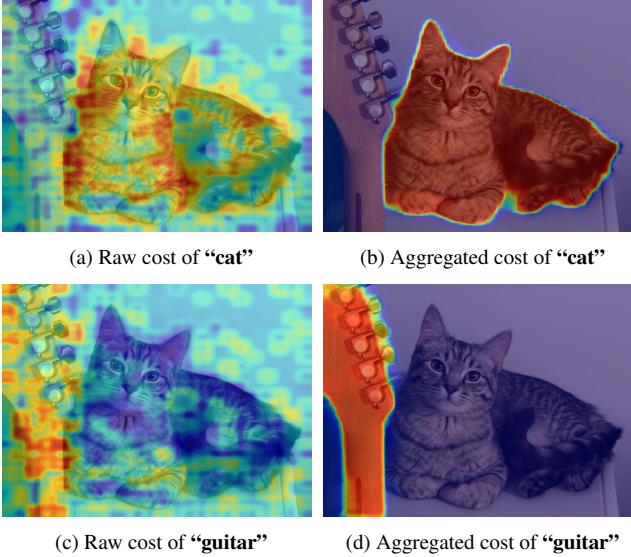 (a) Raw cost of “cat”
(b) Aggregated cost of “cat”
(c) Raw cost of “guitar”
(d) Aggregated cost of “guitar”